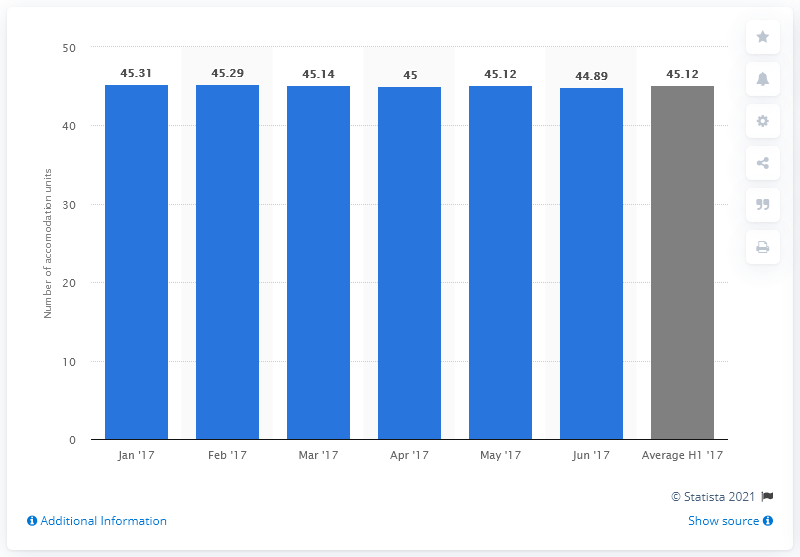 50
40
30
20
10
0
Number of accomodation units
45.31
45.29
45.14
45
45.12
44.89
45.12
Jan '17
Feb '17
Mar '17
Apr '17
May '17
Jun '17
Average H1 '17
© Statista 2021
Additional Information
Show source